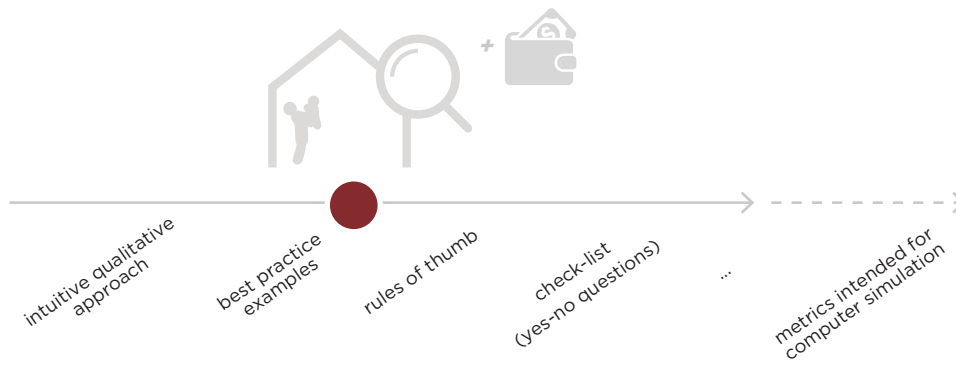 +
intuitive qualitative
approach
best practice
examples
rules of thumb
check-list
(yes-no questions)
...
metrics intended for
computer simulation